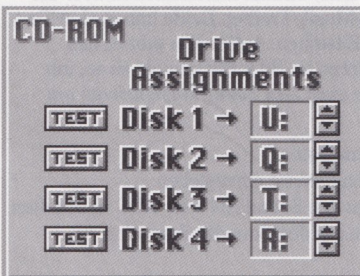 CD-ROM
Drive
Assignments
TEST Disk 1 → U:
TEST Disk 2 → Q:
TEST Disk 3 → T:
TEST Disk 4 → R: